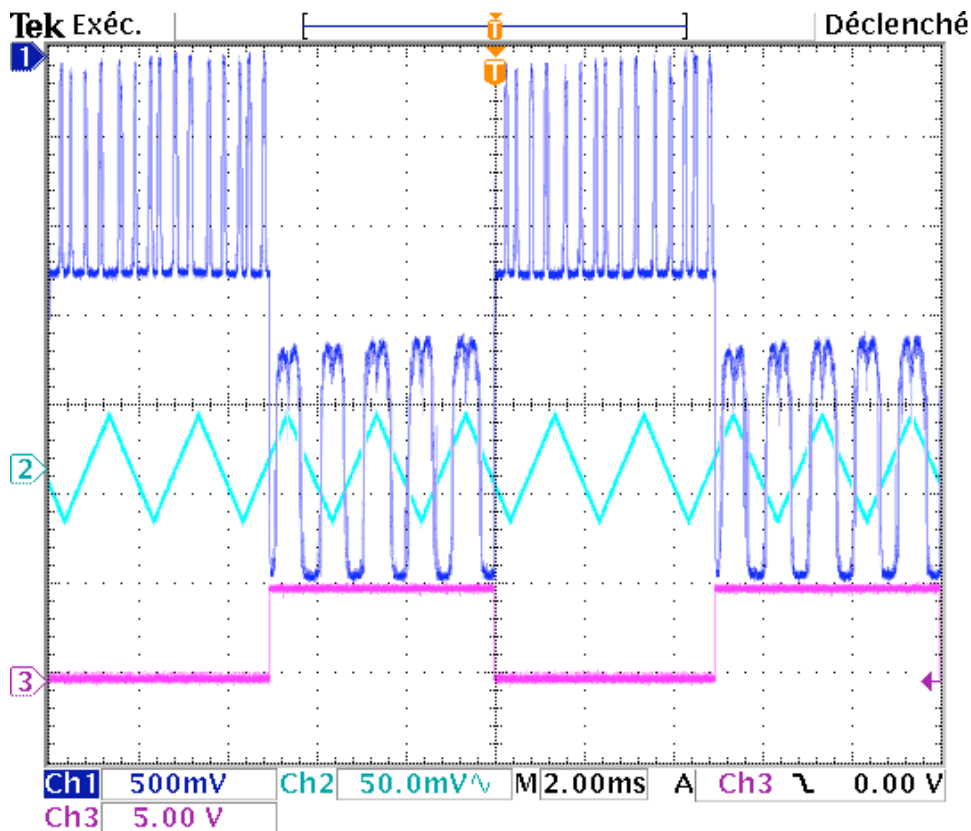 Tek Exéc. T Déclenché
1
T
2
3
Ch1 500mV Ch2 50.0mV∿ M 2.00ms A Ch3 ↘ 0.00 V
Ch3 5.00 V